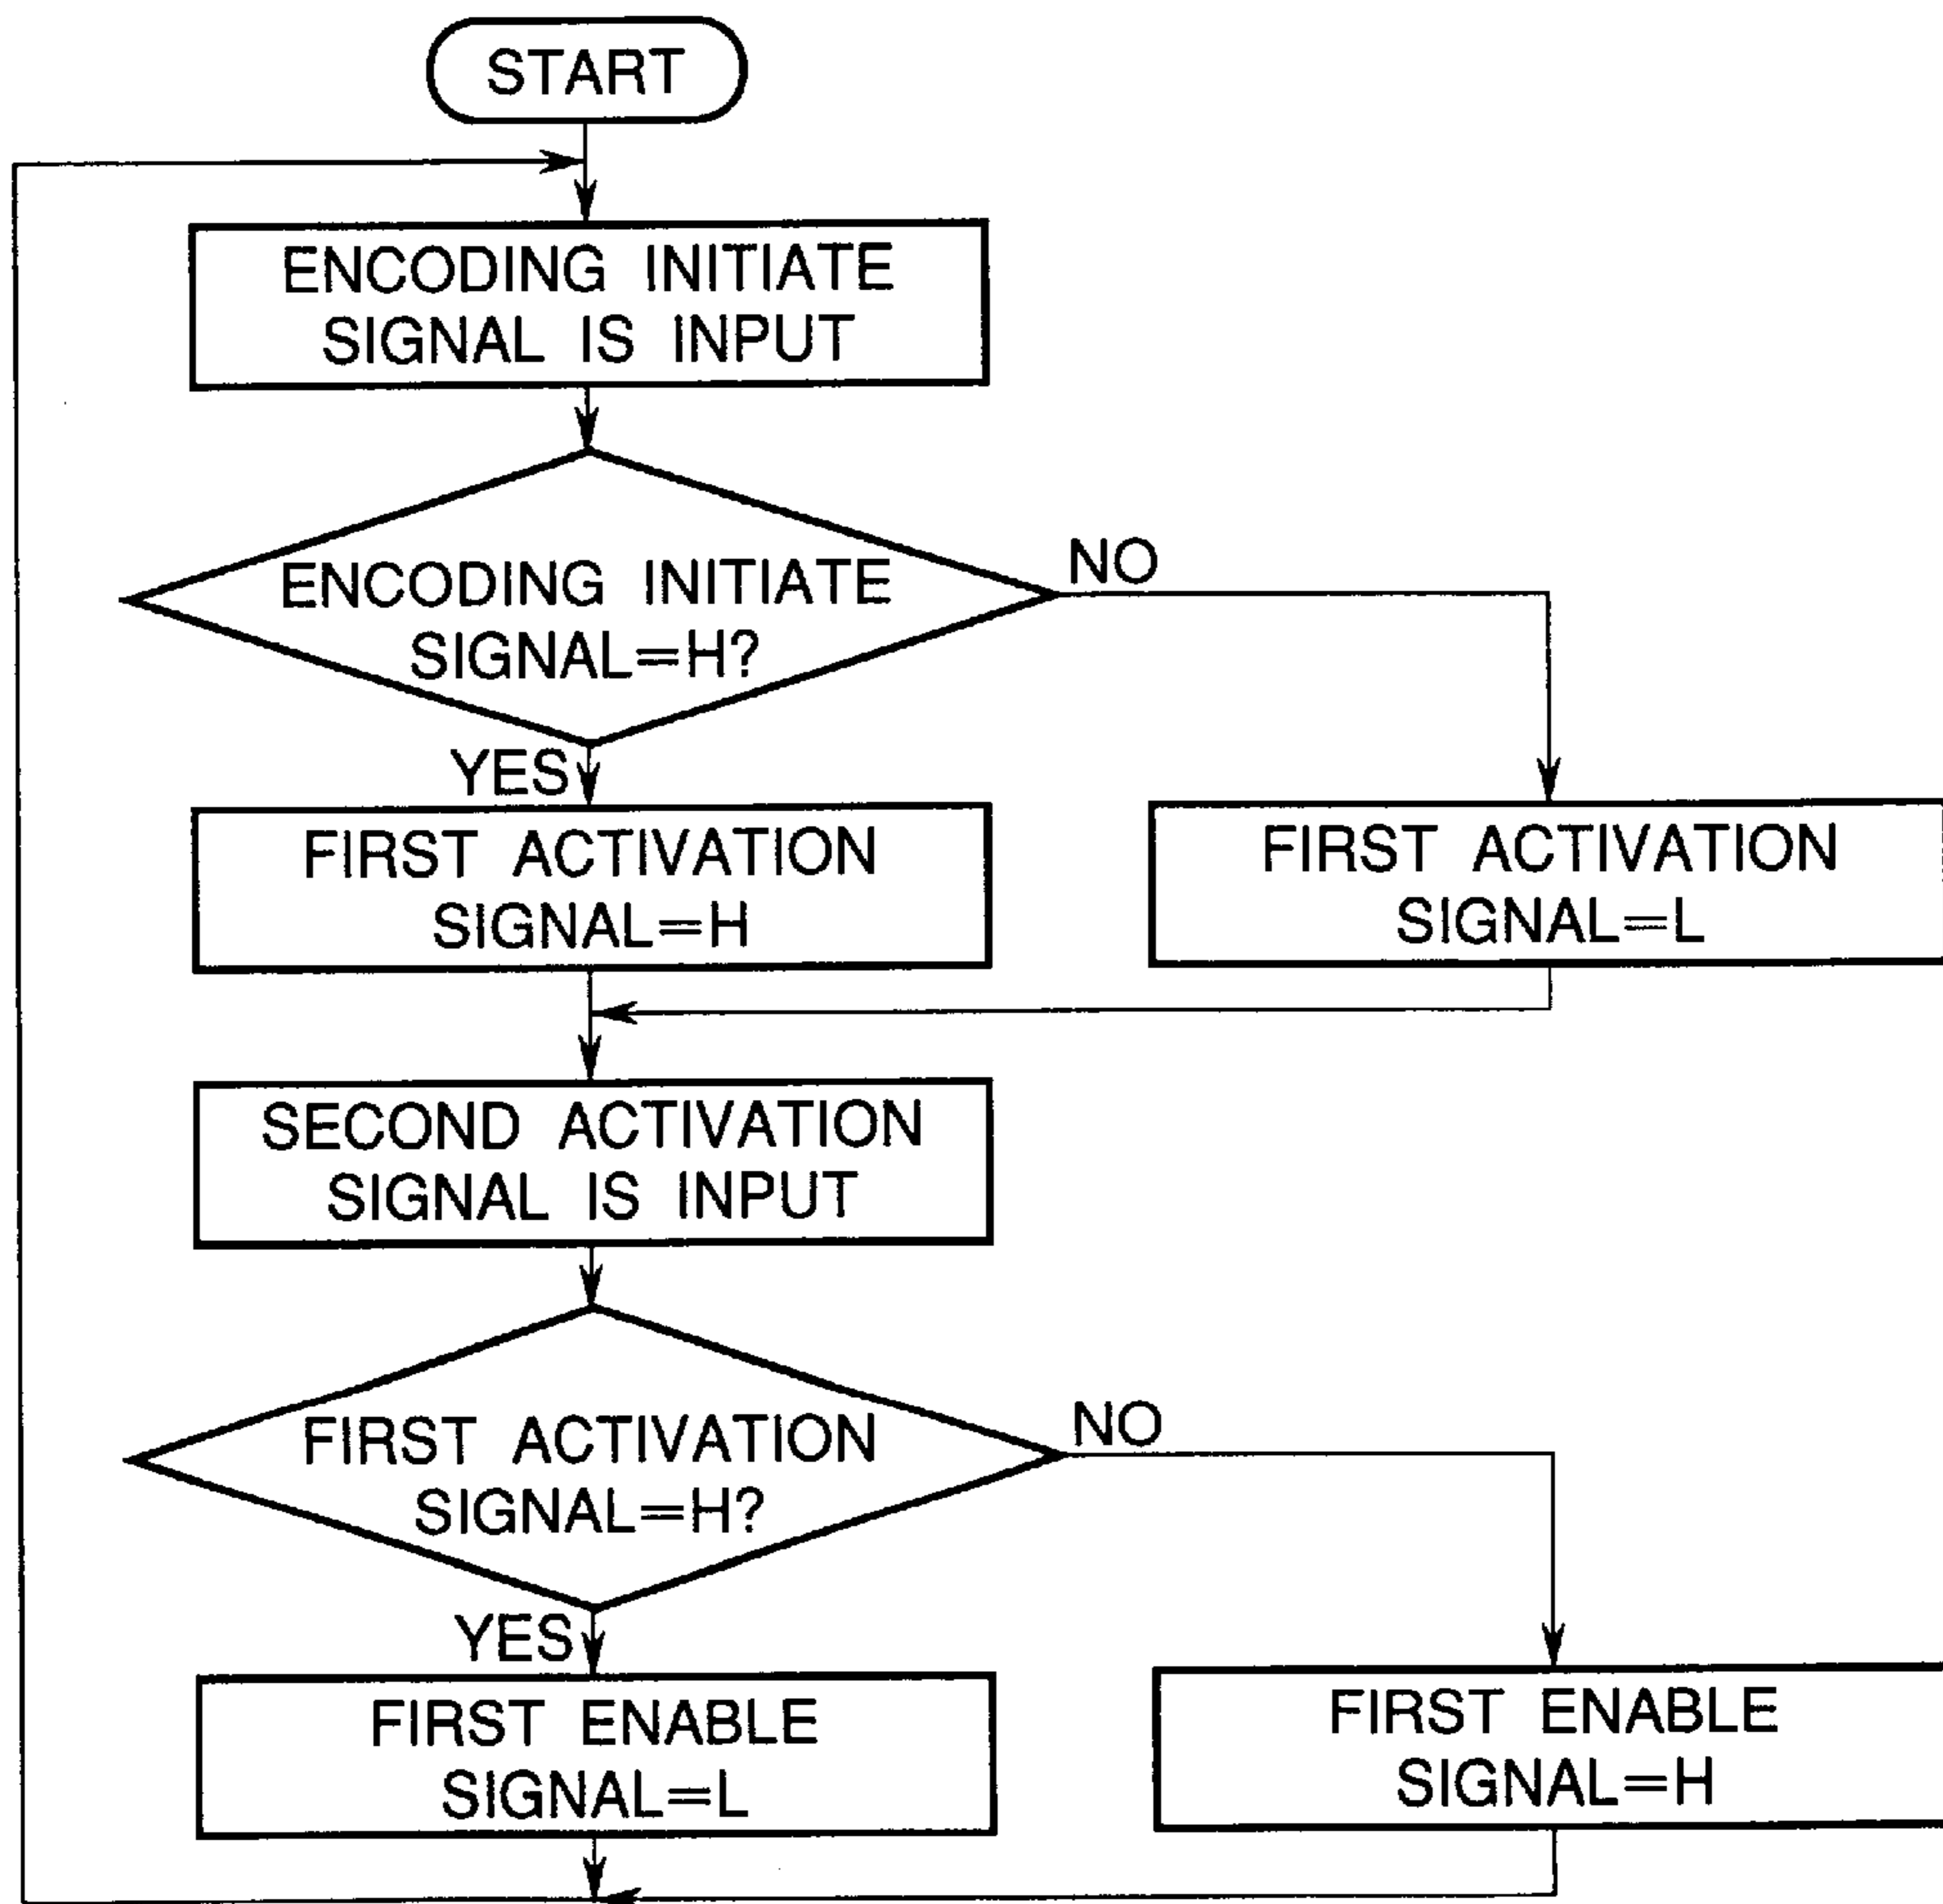 START
ENCODING INITIATE
SIGNAL IS INPUT
ENCODING INITIATE
SIGNAL=H?
NO
YES
FIRST ACTIVATION
SIGNAL=H
FIRST ACTIVATION
SIGNAL=L
SECOND ACTIVATION
SIGNAL IS INPUT
FIRST ACTIVATION
SIGNAL=H?
NO
YES
FIRST ENABLE
SIGNAL=L
FIRST ENABLE
SIGNAL=H